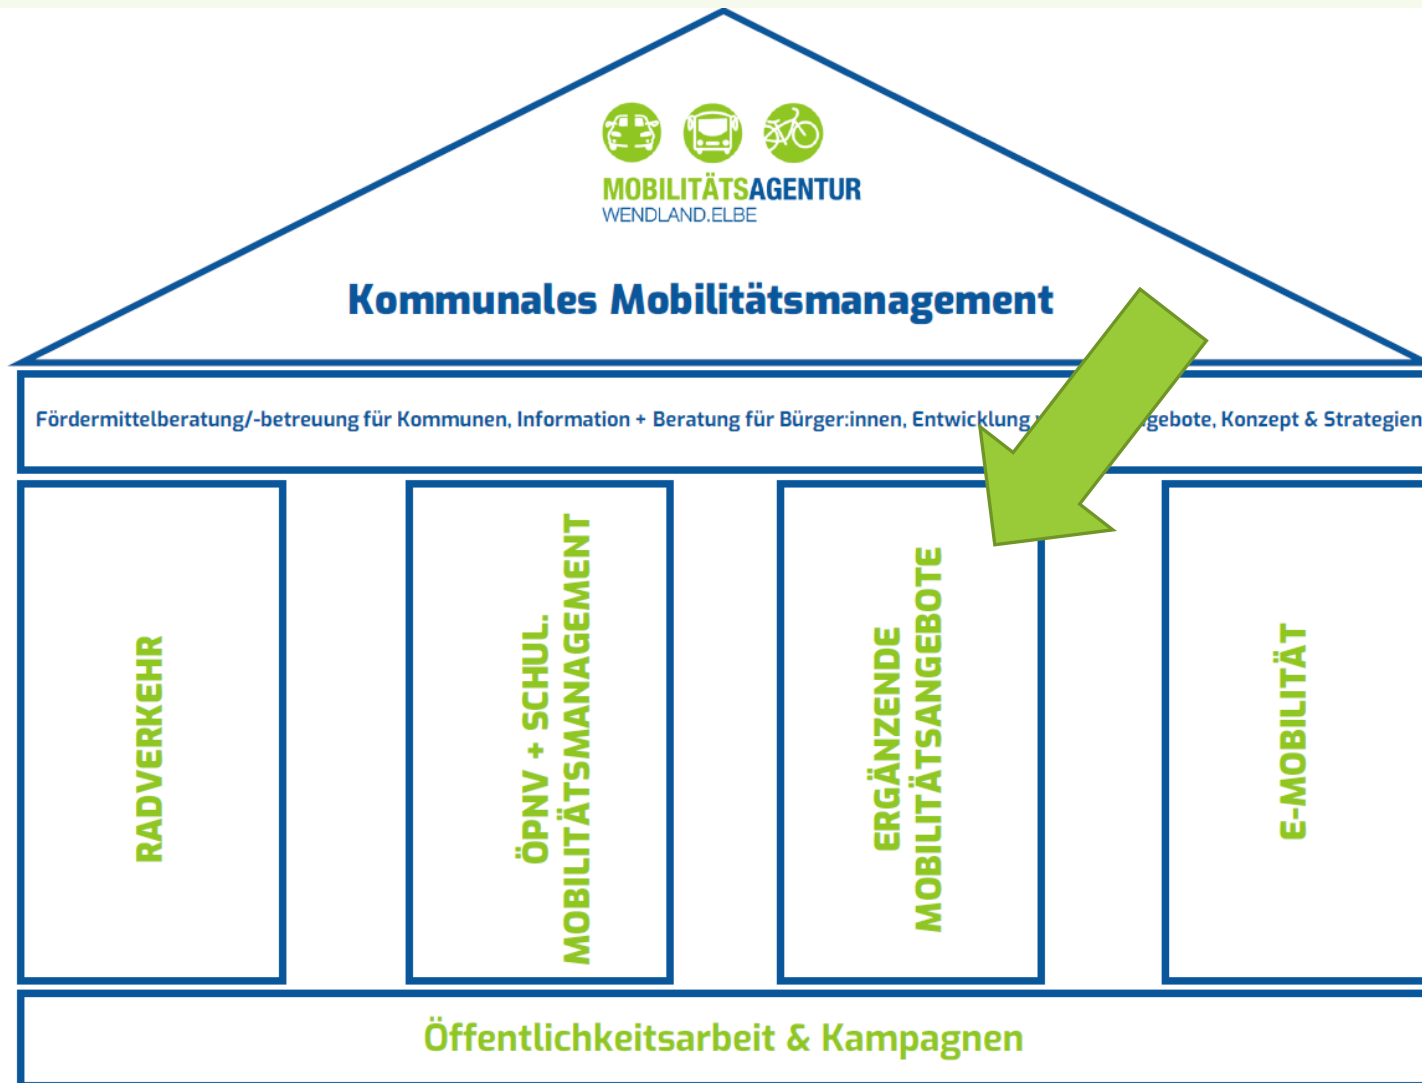 MOBILITÄTSAGENTUR
WENDLAND.ELBE
Kommunales Mobilitätsmanagement
Fördermittelberatung/-betreuung für Kommunen, Information + Beratung für Bürger:innen, Entwicklung Konzept & Strategien
RADVERKEHR
ÖPNV + SCHUL.
MOBILITÄTSMANAGEMENT
ERGÄNZENDE
MOBILITÄTSANGEBOTE
E-MOBILITÄT
Öffentlichkeitsarbeit & Kampagnen